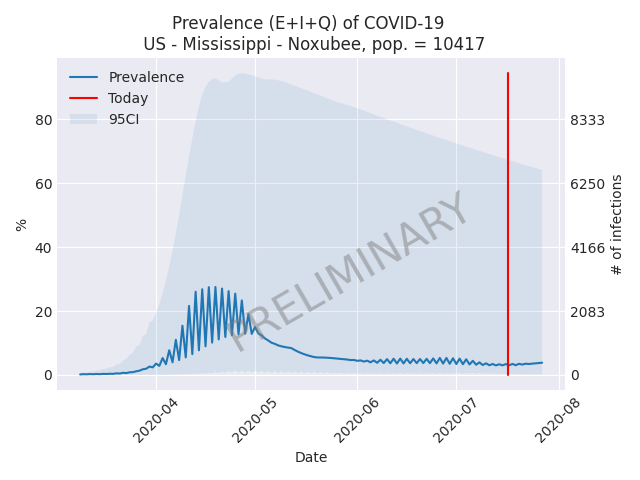 Prevalence (E+I+Q) of COVID-19
US - Mississippi - Noxubee, pop. = 10417
Prevalence
Today
95CI
PRELIMINARY
%
80
60
40
20
0
8333
6250
4166
2083
0
# of infections
2020-04
2020-05
2020-06
2020-07
2020-08
Date